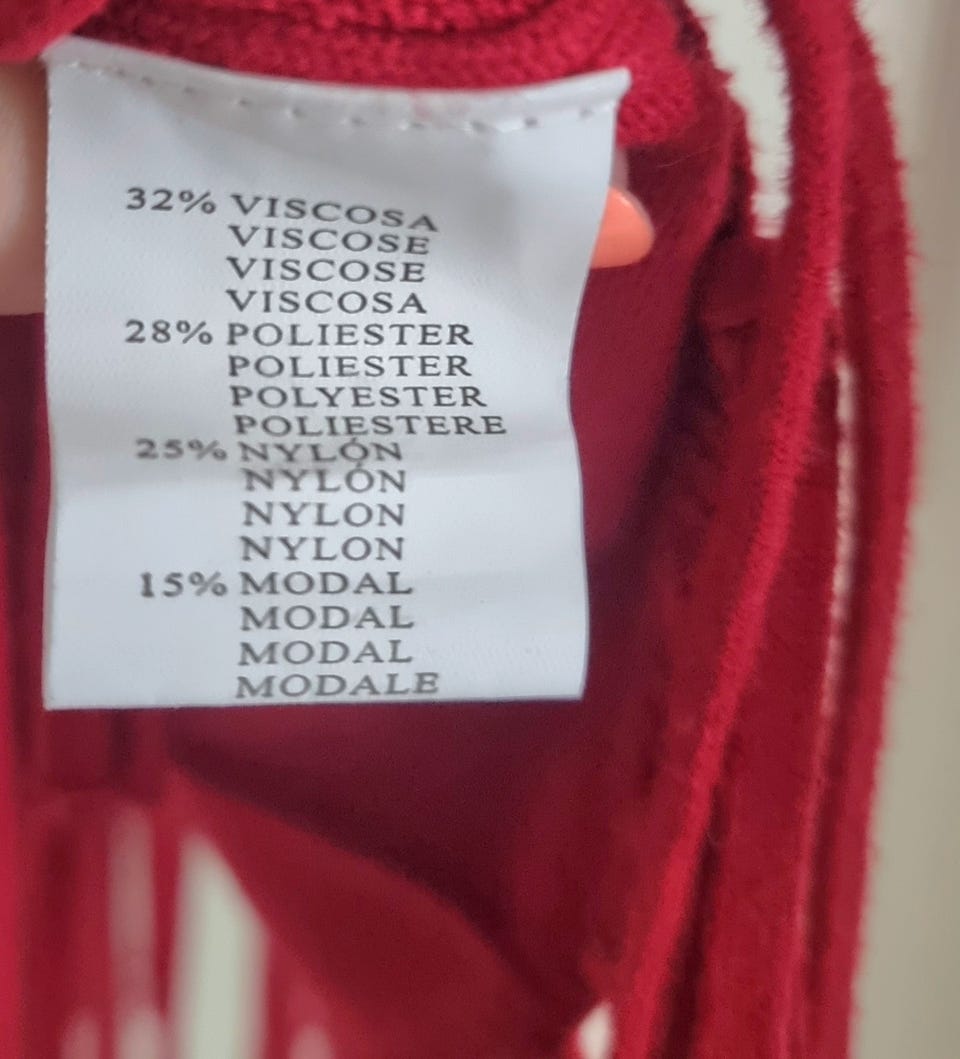 32% VISCOSA
VISCOSE
VISCOSE
VISCOSA
28% POLIESTER
POLIESTER
POLYESTER
POLIESTERE
25% NYLÓN
NYLÓN
NYLON
NYLON
15% MODAL
MODAL
MODAL
MODALE